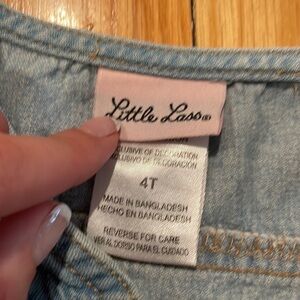 Little Lass®
EXCLUSIVE OF DECORATION
EXCLUSIVO DE DECORACIÓN
4T
MADE IN BANGLADESH
HECHO EN BANGLADESH
REVERSE FOR CARE
VER AL DORSO PARA EL CUIDADO